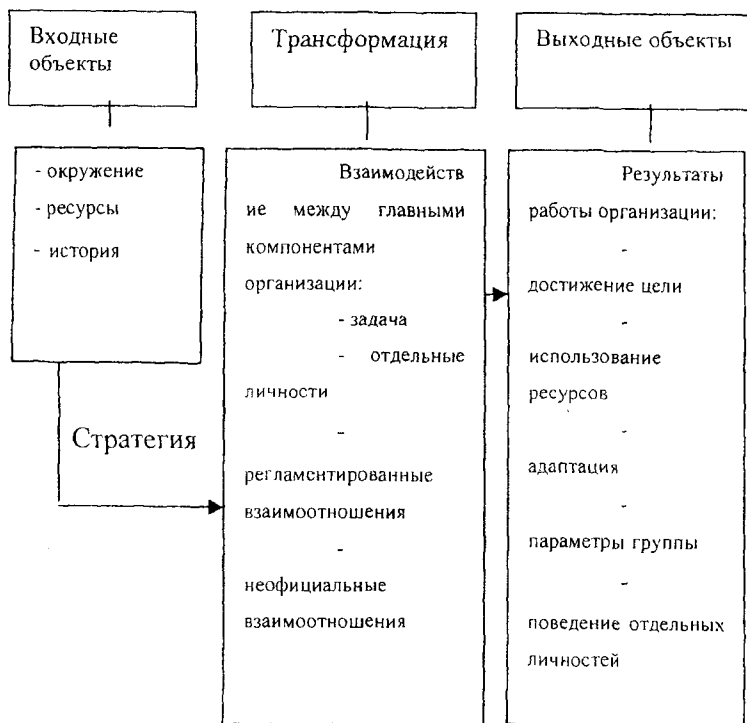 Входные
объекты
Трансформация
Выходные объекты
- окружение
- ресурсы
- история
Стратегия
Взаимодейств
ие между главными
компонентами
организации:
- задача
- отдельные
личности
-
регламентированные
взаимоотношения
-
неофициальные
взаимоотношения
Результаты
работы организации:
-
достижение цели
-
использование
ресурсов
-
адаптация
-
параметры группы
-
поведение отдельных
личностей